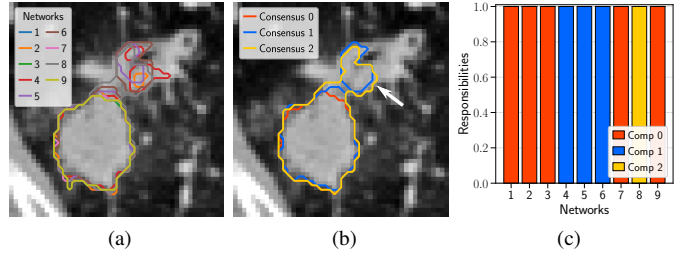 Networks
1 6
2 7
3 8
4 9
5
Consensus 0
Consensus 1
Consensus 2
Responsibilities
1.0
0.8
0.6
0.4
0.2
0.0
Comp 0
Comp 1
Comp 2
1 2 3 4 5 6 7 8 9
Networks
(a) (b) (c)